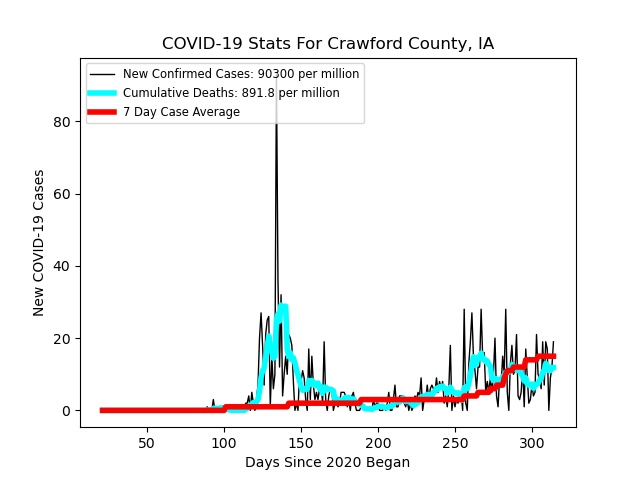 COVID-19 Stats For Crawford County, IA
New Confirmed Cases: 90300 per million
Cumulative Deaths: 891.8 per million
7 Day Case Average
80
60
40
20
0
New COVID-19 Cases
50 100 150 200 250 300
Days Since 2020 Began